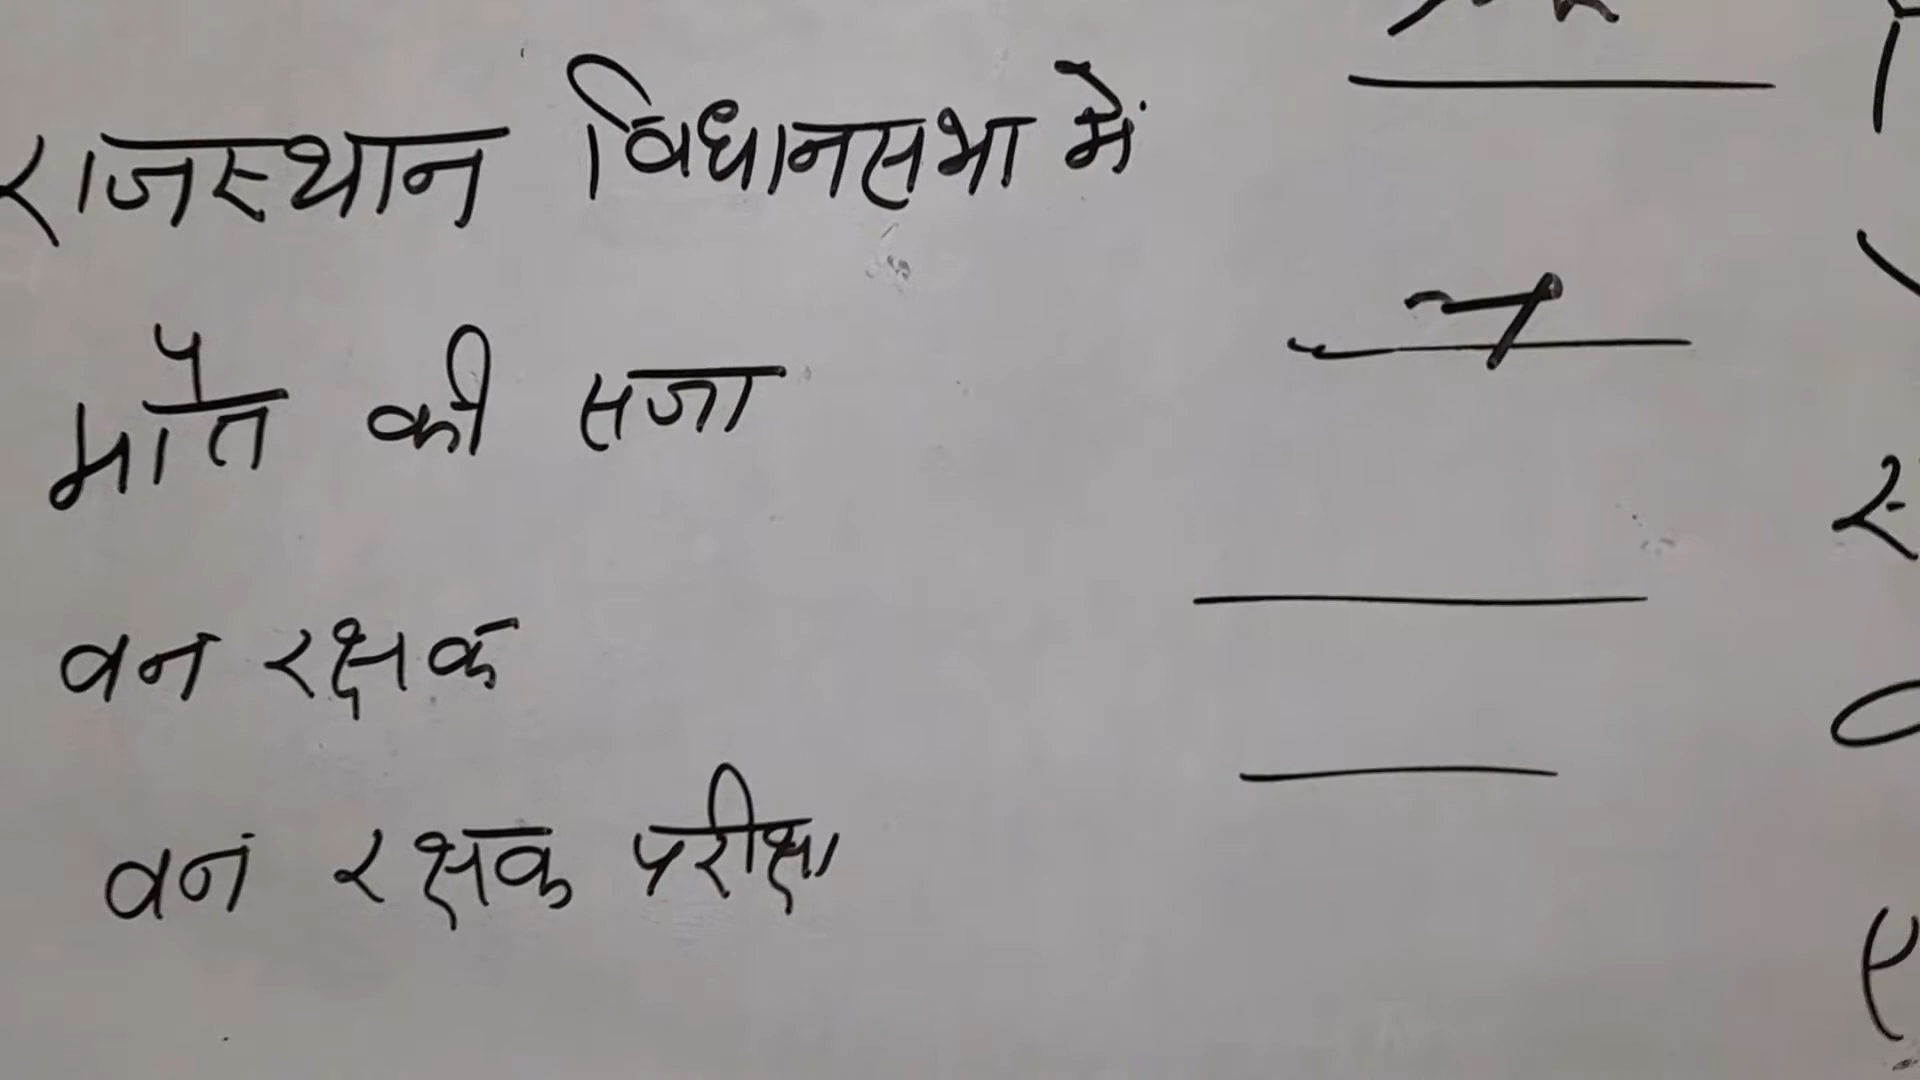 राजस्थान विधानसभा में
मौत की सजा
वन रक्षक
वन रक्षक परीक्षा